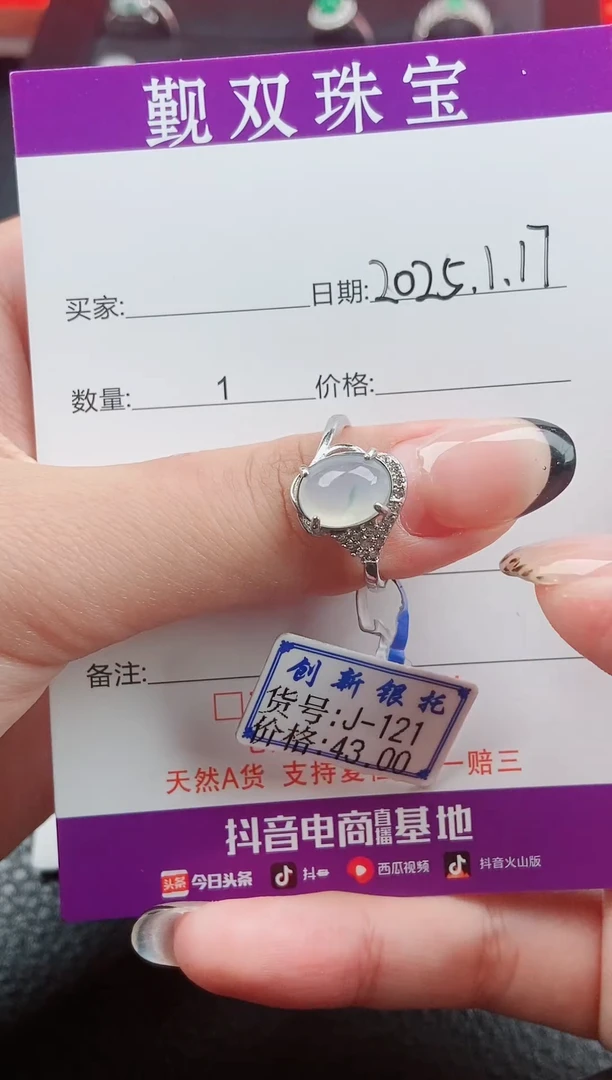 觐双珠宝
买家: 日期:2025.1.17
数量: 1 价格:
备注:
创新银托
货号:J-121
价格:43.00
天然A货 支持复 一赔三
抖音电商直播基地
头条 今日头条 抖音 西瓜视频 抖音火山版